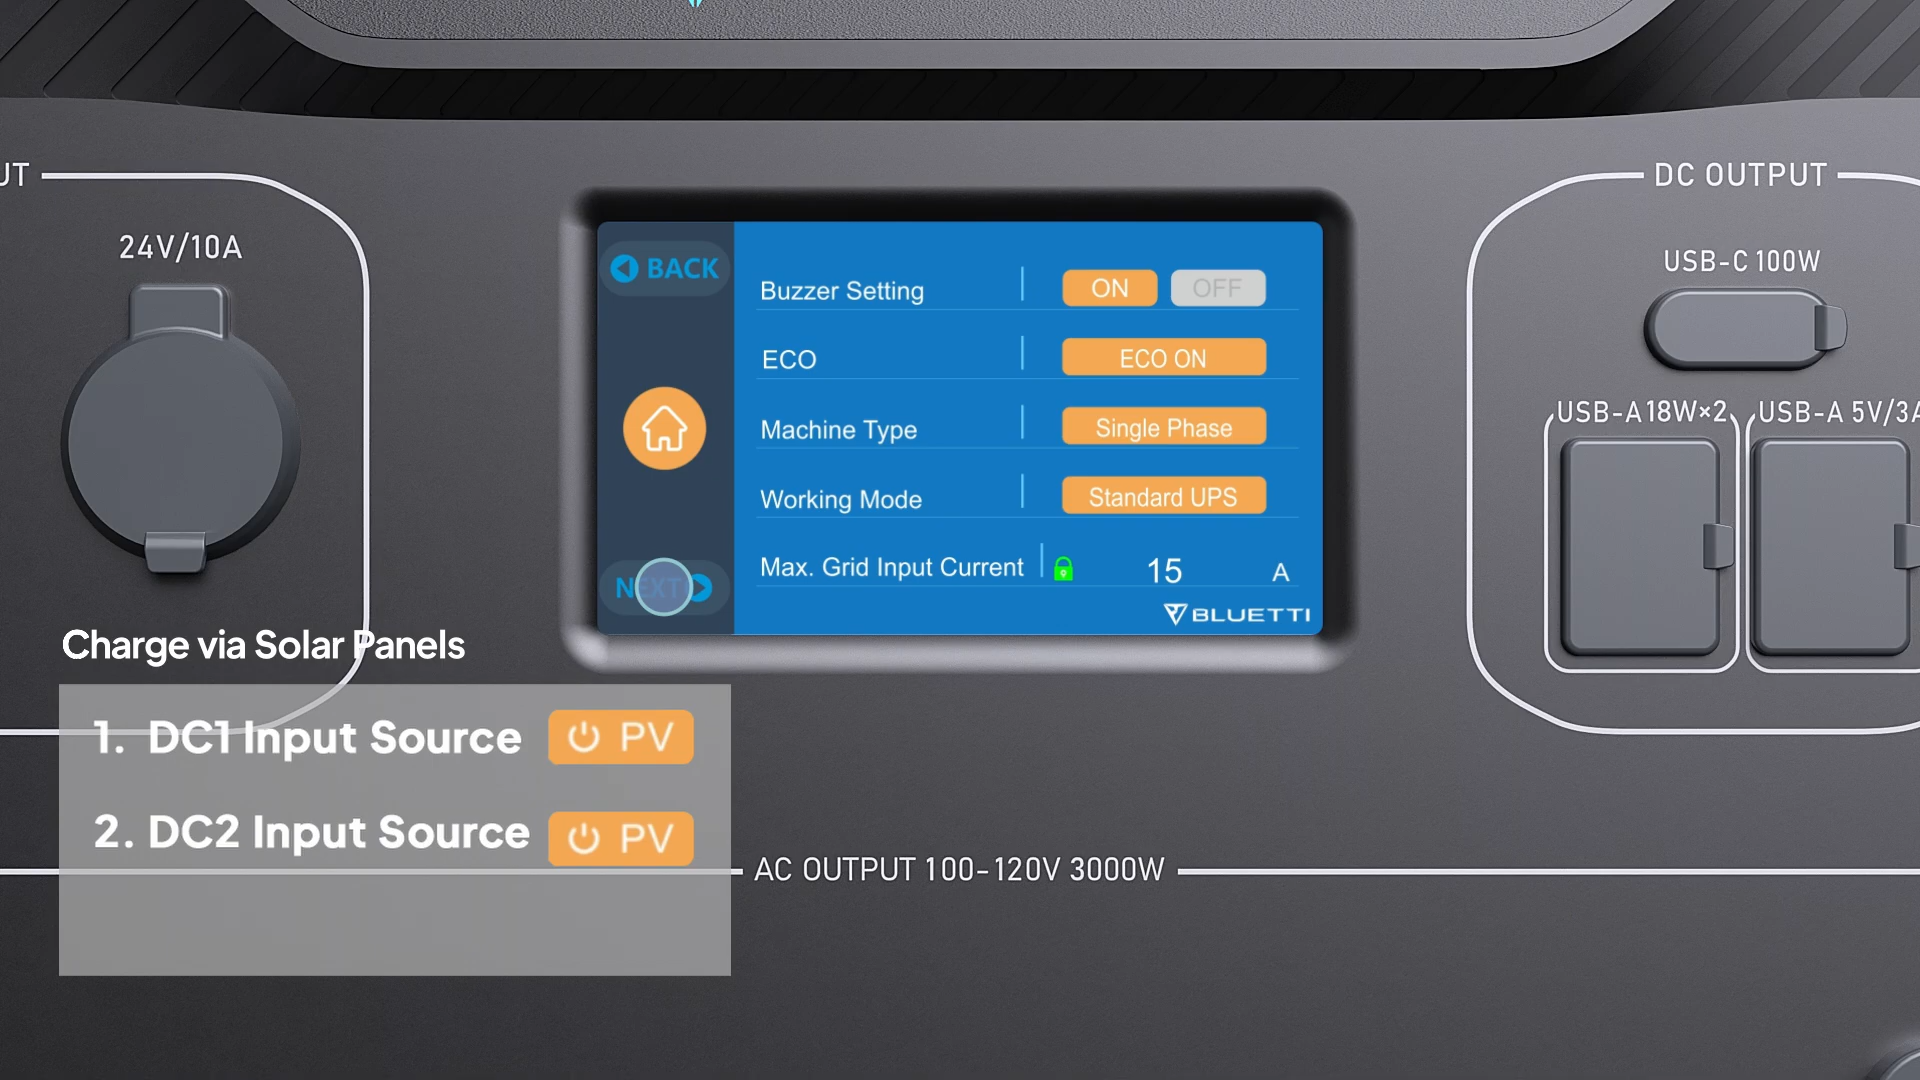 UT
24V/10A
BACK
NEXT
Buzzer Setting ON OFF
ECO ECO ON
Machine Type Single Phase
Working Mode Standard UPS
Max. Grid Input Current 15 A
BLUETTI
DC OUTPUT
USB-C 100W
USB-A 18W×2
USB-A 5V/3A
Charge via Solar Panels
1. DC1 Input Source PV
2. DC2 Input Source PV
AC OUTPUT 100-120V 3000W